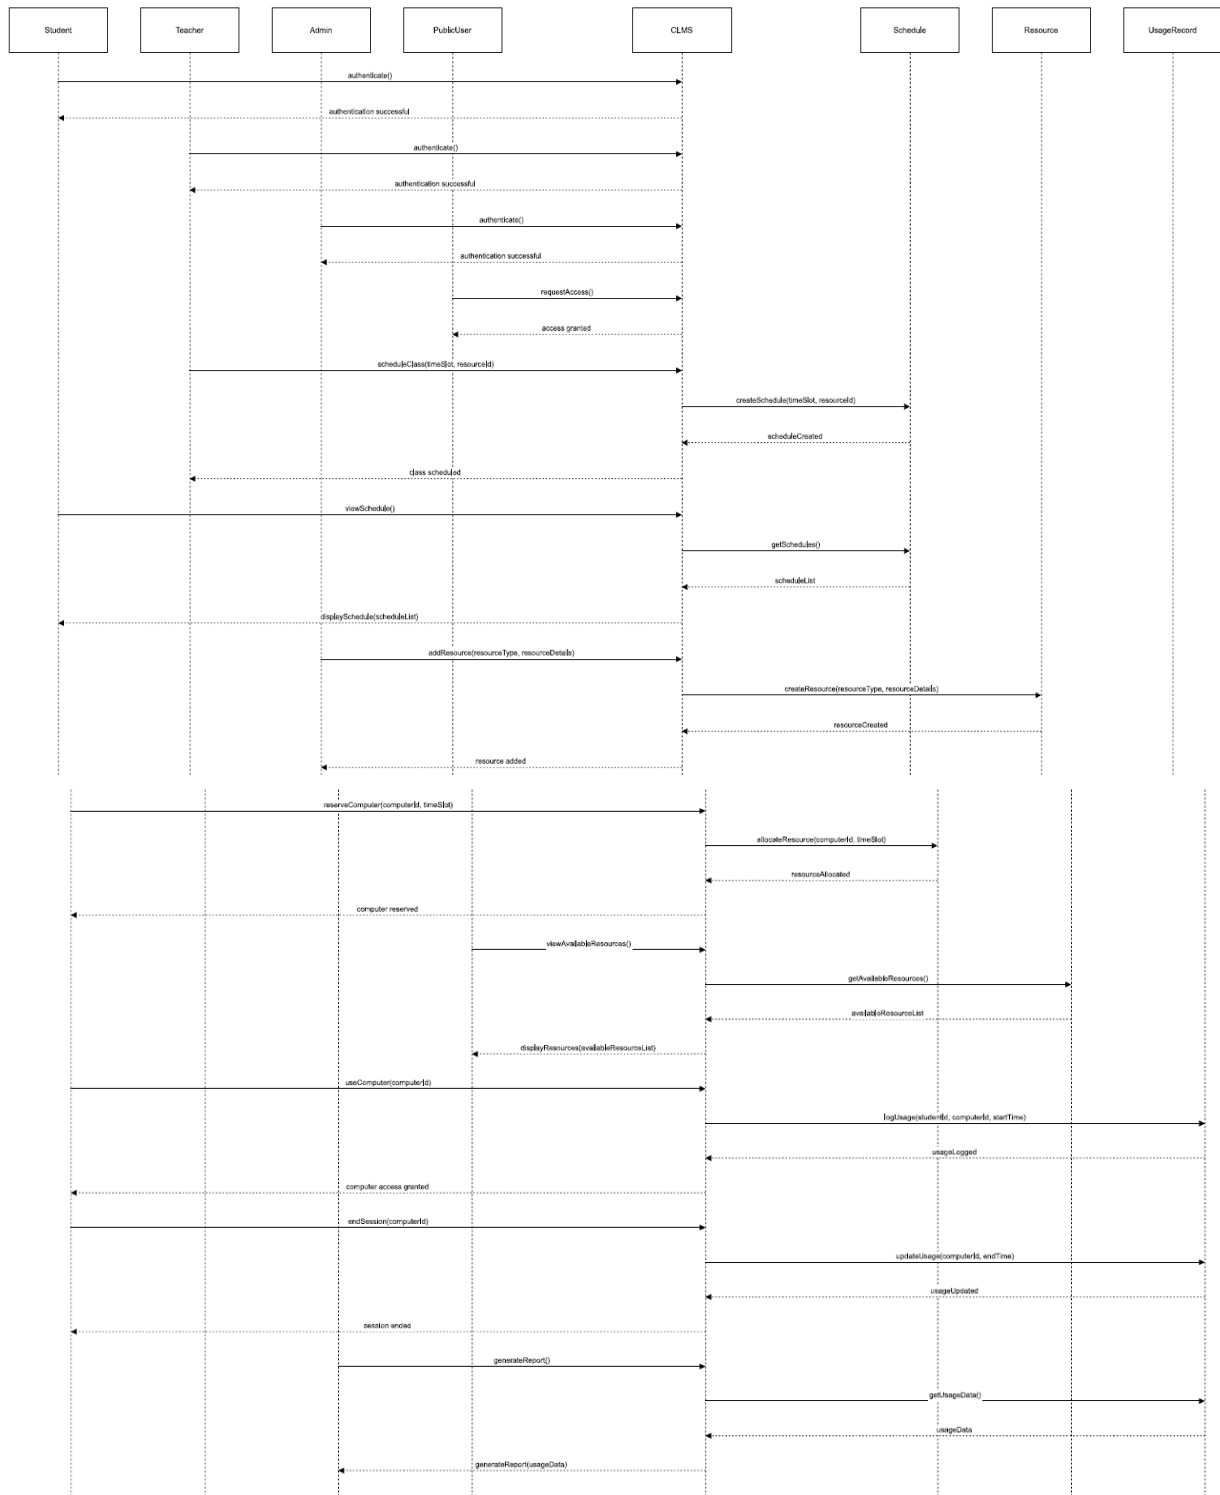 Student
Teacher
Admin
PublicUser
CLMS
Schedule
Resource
UsageRecord
authenticate()
authentication successful
authenticate()
authentication successful
authenticate()
authentication successful
requestAccess()
access granted
scheduleClass(timeSlot, resourceId)
createSchedule(timeSlot, resourceId)
scheduleCreated
class scheduled
viewSchedule()
getSchedules()
scheduleList
displaySchedule(scheduleList)
addResource(resourceType, resourceDetails)
createResource(resourceType, resourceDetails)
resourceCreated
resource added
reserveComputer(computerId, timeSlot)
allocateResource(computerId, timeSlot)
resourceAllocated
computer reserved
viewAvailableResources()
getAvailableResources()
availableResourceList
displayResources(availableResourceList)
useComputer(computerId)
logUsage(studentId, computerId, startTime)
usageLogged
computer access granted
endSession(computerId)
updateUsage(computerId, endTime)
usageUpdated
session ended
generateReport()
getUsageData()
usageData
generateReport(usageData)